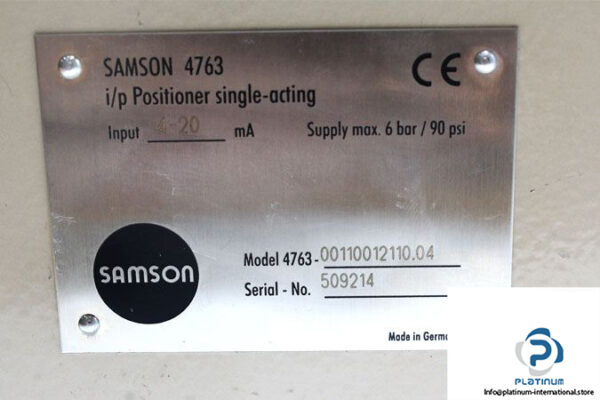 SAMSON 4763
CE
i/p Positioner single-acting
Input 4-20 mA Supply max. 6 bar / 90 psi
SAMSON
Model 4763-00110012110.04
Serial - No. 509214
Made in Germ
PLATINUM
Info@platinum-international.store